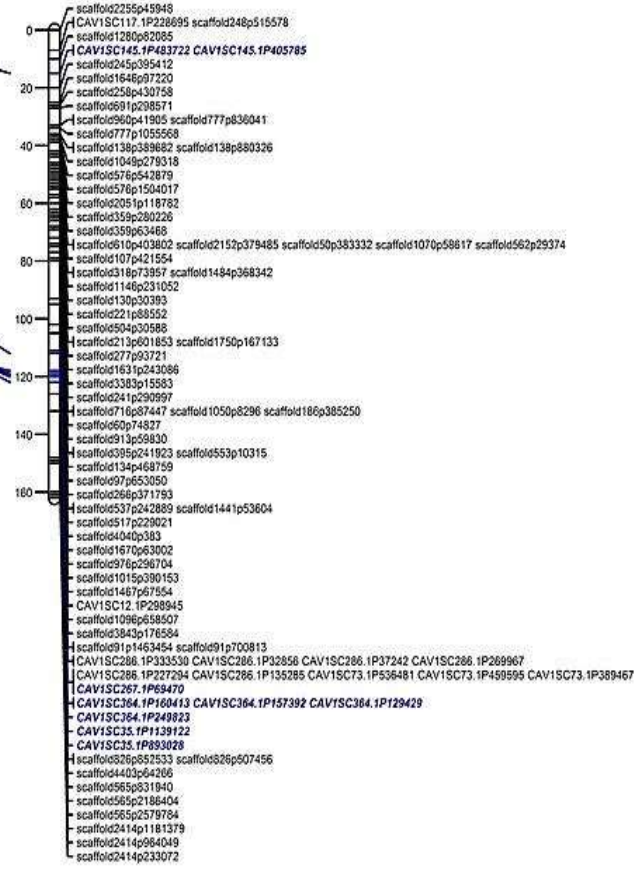 scaffold2255p45948
0
CAV1SC117.1P228695 scaffold248p515578
scaffold1280p82085
CAV1SC145.1P483722 CAV1SC145.1P405785
scaffold245p395412
scaffold1646p97220
20
scaffold258p430758
scaffold691p298571
scaffold960p41905 scaffold777p836041
scaffold777p1055568
40
scaffold138p389682 scaffold138p880326
scaffold1049p279318
scaffold576p542879
scaffold576p1504017
60
scaffold2051p118782
scaffold359p280226
scaffold359p63468
scaffold610p403802 scaffold2152p379485 scaffold50p383332 scaffold1070p58617 scaffold562p29374
scaffold107p421554
80
scaffold318p73957 scaffold1484p368342
scaffold1146p231052
scaffold130p30393
scaffold221p88552
100
scaffold504p30588
scaffold213p601853 scaffold1750p167133
scaffold277p93721
scaffold1631p243086
120
scaffold3383p15583
scaffold241p290997
scaffold716p87447 scaffold1050p8296 scaffold186p385250
scaffold60p74827
140
scaffold913p59830
scaffold395p241923 scaffold553p10315
scaffold134p468759
scaffold97p653050
160
scaffold266p371793
scaffold537p242889 scaffold1441p53604
scaffold517p229021
scaffold4040p383
scaffold1670p63002
scaffold976p296704
scaffold1015p390153
scaffold1467p67554
CAV1SC12.1P298945
scaffold1096p658507
scaffold3843p176584
scaffold91p1463454 scaffold91p700813
CAV1SC286.1P333530 CAV1SC286.1P32856 CAV1SC286.1P37242 CAV1SC286.1P269967
CAV1SC286.1P227294 CAV1SC286.1P135285 CAV1SC73.1P536481 CAV1SC73.1P459595 CAV1SC73.1P389467
CAV1SC267.1P69470
CAV1SC364.1P160413 CAV1SC364.1P157392 CAV1SC364.1P129429
CAV1SC364.1P249823
CAV1SC35.1P1139122
CAV1SC35.1P893028
scaffold826p852533 scaffold826p507456
scaffold4403p64266
scaffold565p831940
scaffold565p2186404
scaffold565p2579784
scaffold2414p1181379
scaffold2414p964049
scaffold2414p233072